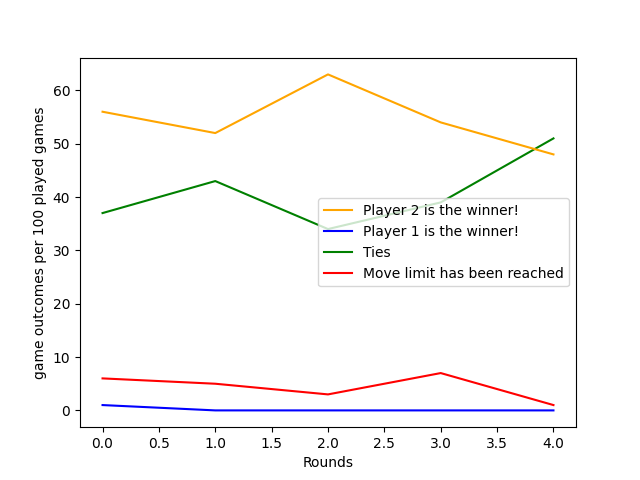 60
50
40
30
20
10
0
game outcomes per 100 played games
Player 2 is the winner!
Player 1 is the winner!
Ties
Move limit has been reached
0.0 0.5 1.0 1.5 2.0 2.5 3.0 3.5 4.0
Rounds